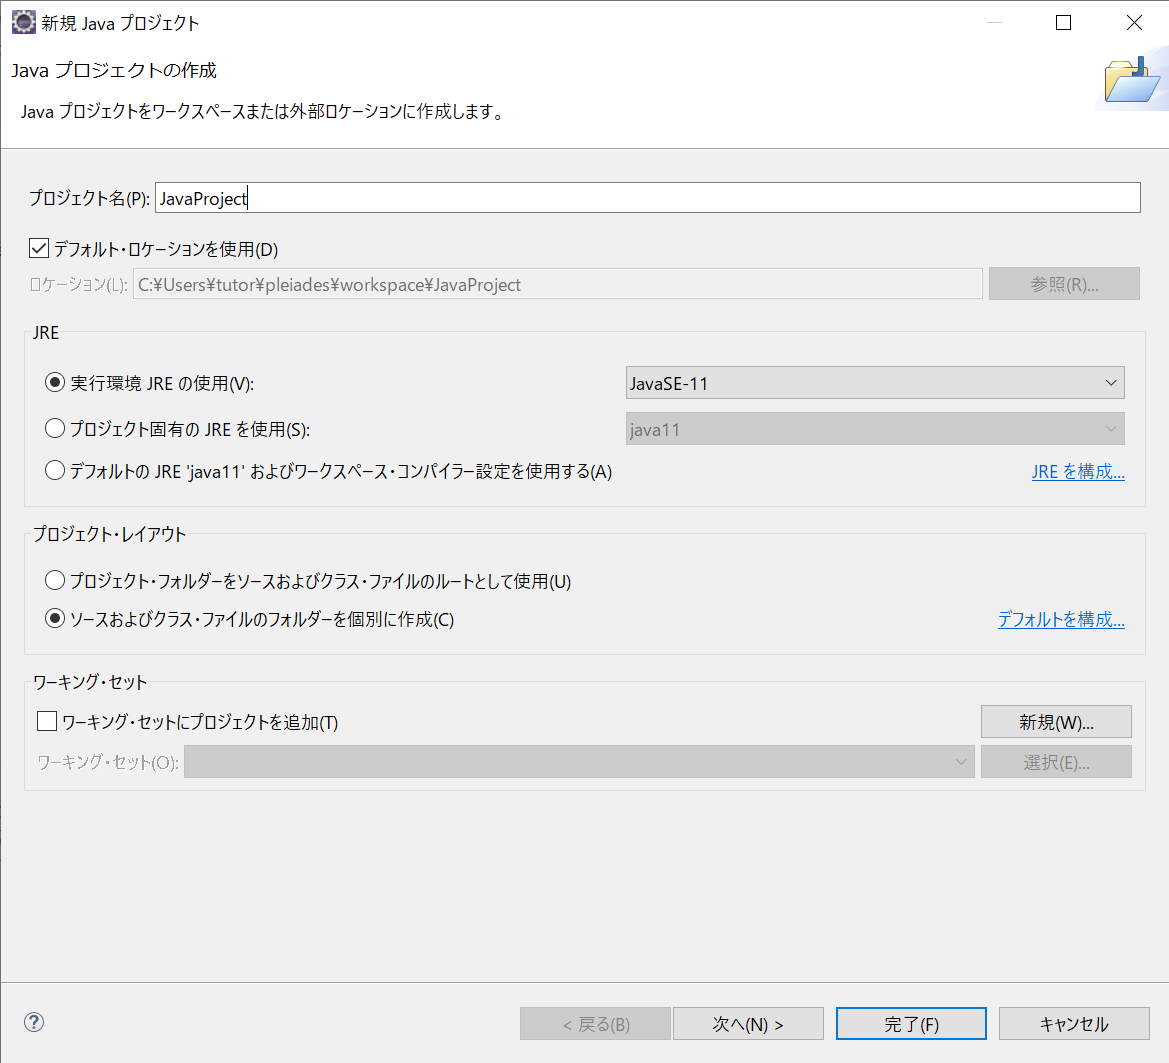 新規 Java プロジェクト
Java プロジェクトの作成
Java プロジェクトをワークスペースまたは外部ロケーションに作成します。
プロジェクト名(P): JavaProject
デフォルト・ロケーションを使用(D)
ロケーション(L): C:¥Users¥tutor¥pleiades¥workspace¥JavaProject 参照(R)...
JRE
実行環境 JRE の使用(V): JavaSE-11
プロジェクト固有の JRE を使用(S): java11
デフォルトの JRE 'java11' およびワークスペース・コンパイラー設定を使用する(A) JRE を構成...
プロジェクト・レイアウト
プロジェクト・フォルダーをソースおよびクラス・ファイルのルートとして使用(U)
ソースおよびクラス・ファイルのフォルダーを個別に作成(C) デフォルトを構成...
ワーキング・セット
ワーキング・セットにプロジェクトを追加(T) 新規(W)...
ワーキング・セット(O): 選択(E)...
? < 戻る(B) 次へ(N) > 完了(F) キャンセル